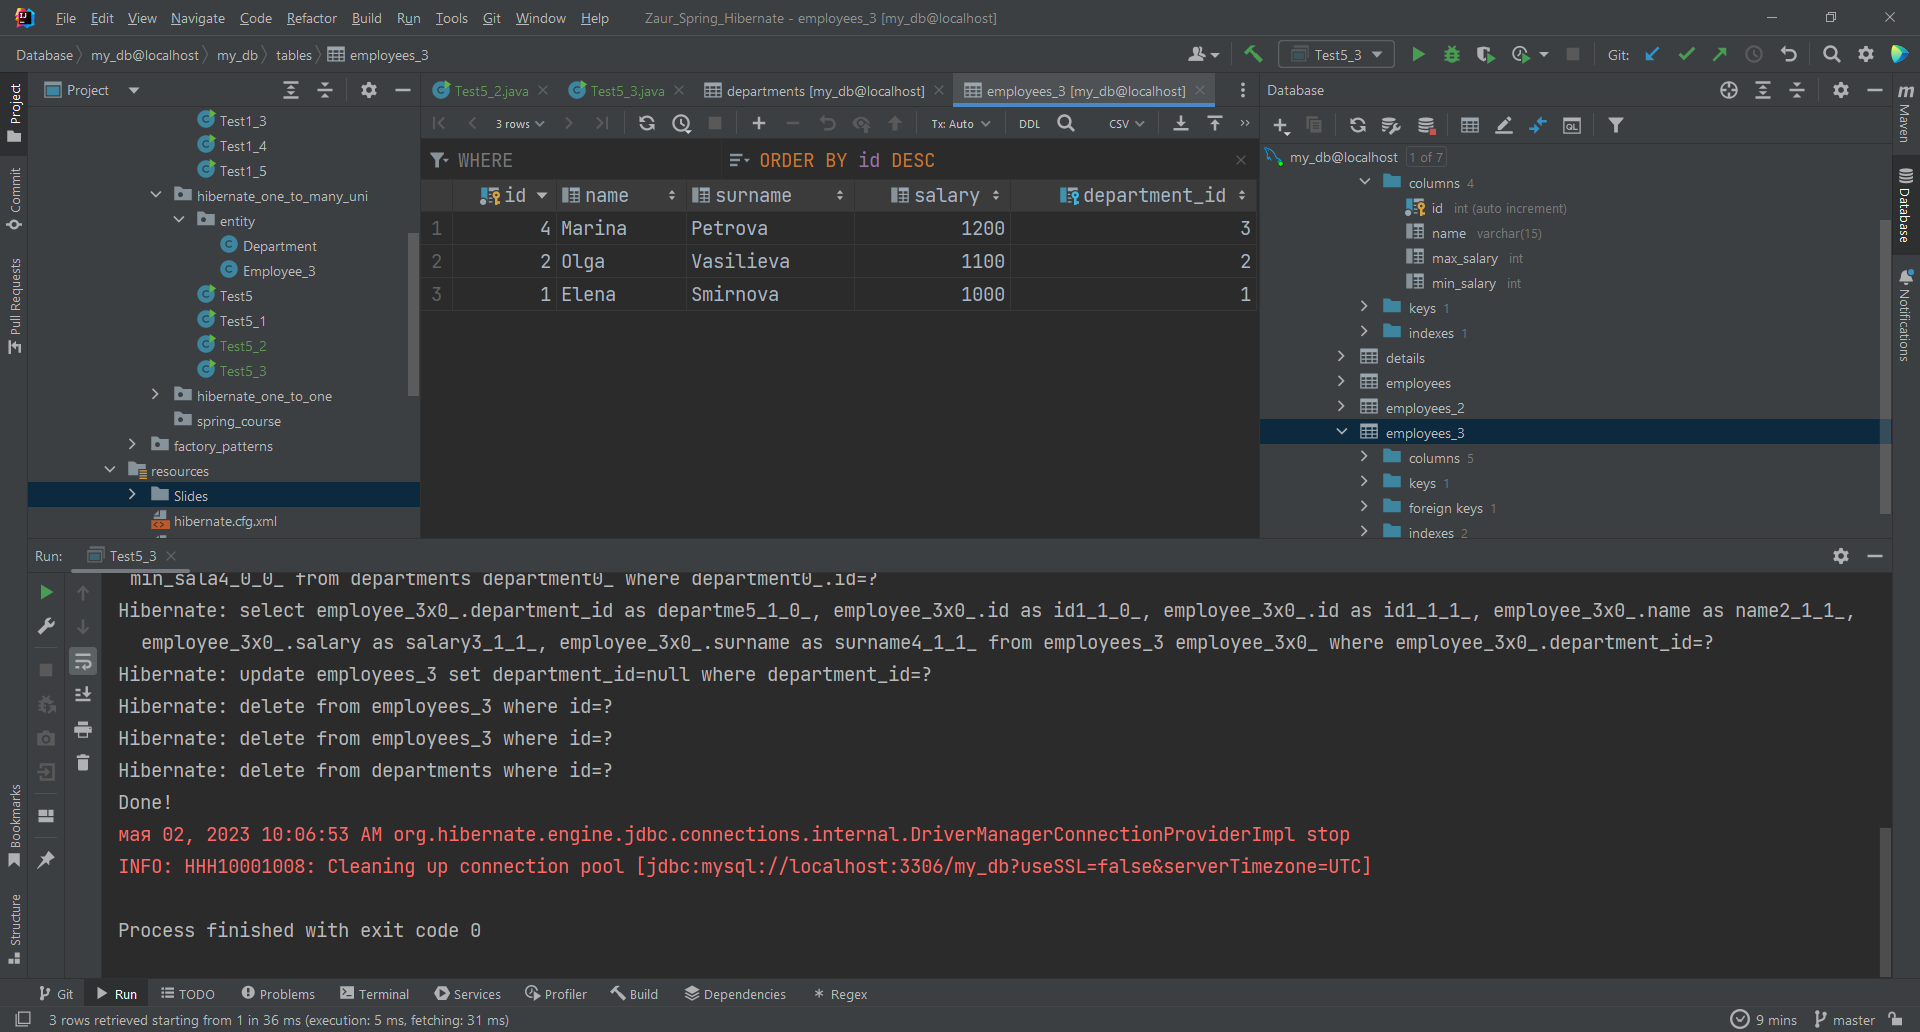 File Edit View Navigate Code Refactor Build Run Tools Git Window Help Zaur_Spring_Hibernate - employees_3 [my_db@localhost]
Database my_db@localhost my_db tables employees_3 Test5_3 Git:
Project
Test5_2.java Test5_3.java departments [my_db@localhost] employees_3 [my_db@localhost]
Database
3 rows Tx: Auto DDL CSV
WHERE ORDER BY id DESC
id name surname salary department_id
1 4 Marina Petrova 1200 3
2 2 Olga Vasilieva 1100 2
3 1 Elena Smirnova 1000 1
Test1_3
Test1_4
Test1_5
hibernate_one_to_many_uni
entity
Department
Employee_3
Test5
Test5_1
Test5_2
Test5_3
hibernate_one_to_one
spring_course
factory_patterns
resources
Slides
hibernate.cfg.xml
my_db@localhost 1 of 7
columns 4
id int (auto increment)
name varchar(15)
max_salary int
min_salary int
keys 1
indexes 1
details
employees
employees_2
employees_3
columns 5
keys 1
foreign keys 1
indexes 2
Project
Commit
Pull Requests
Bookmarks
Structure
m
Maven
Database
Notifications
Run: Test5_3
min_sala4_0_0_ from departments department0_ where department0_.id=?
Hibernate: select employee_3x0_.department_id as departme5_1_0_, employee_3x0_.id as id1_1_0_, employee_3x0_.id as id1_1_1_, employee_3x0_.name as name2_1_1_,
employee_3x0_.salary as salary3_1_1_, employee_3x0_.surname as surname4_1_1_ from employees_3 employee_3x0_ where employee_3x0_.department_id=?
Hibernate: update employees_3 set department_id=null where department_id=?
Hibernate: delete from employees_3 where id=?
Hibernate: delete from employees_3 where id=?
Hibernate: delete from departments where id=?
Done!
мая 02, 2023 10:06:53 AM org.hibernate.engine.jdbc.connections.internal.DriverManagerConnectionProviderImpl stop
INFO: HHH10001008: Cleaning up connection pool [jdbc:mysql://localhost:3306/my_db?useSSL=false&serverTimezone=UTC]
Process finished with exit code 0
Git Run TODO Problems Terminal Services Profiler Build Dependencies Regex
3 rows retrieved starting from 1 in 36 ms (execution: 5 ms, fetching: 31 ms) 9 mins master